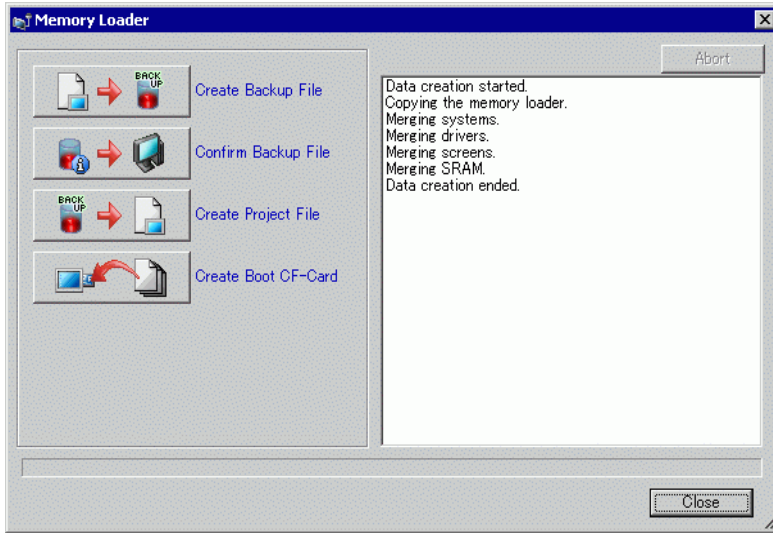 Memory Loader
Abort
BACK
UP
Create Backup File
Confirm Backup File
BACK
UP
Create Project File
Create Boot CF-Card
Data creation started.
Copying the memory loader.
Merging systems.
Merging drivers.
Merging screens.
Merging SRAM.
Data creation ended.
Close